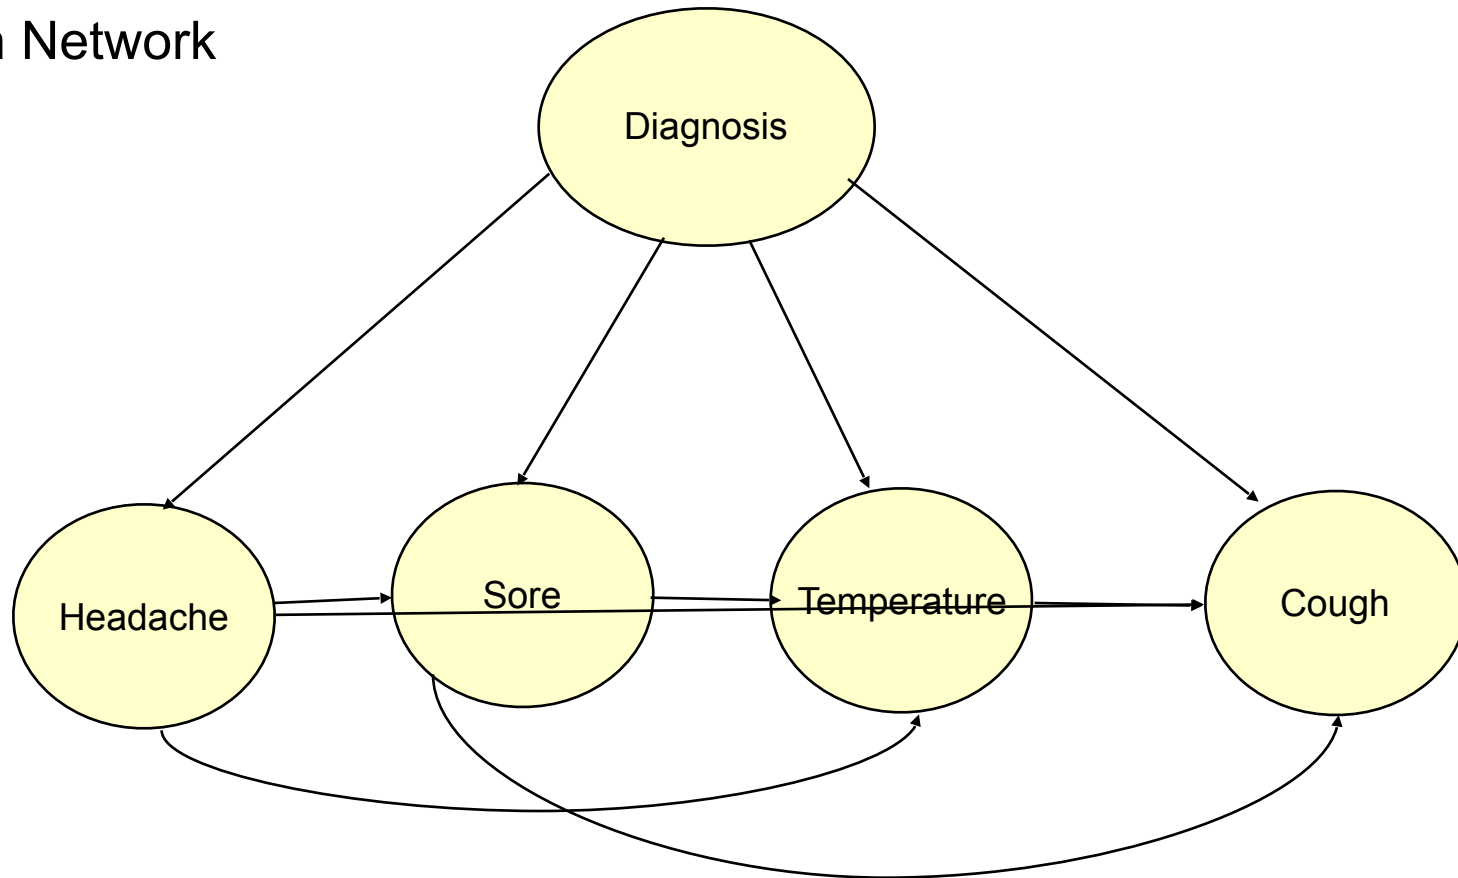 Network
Diagnosis
Headache
Sore
Temperature
Cough